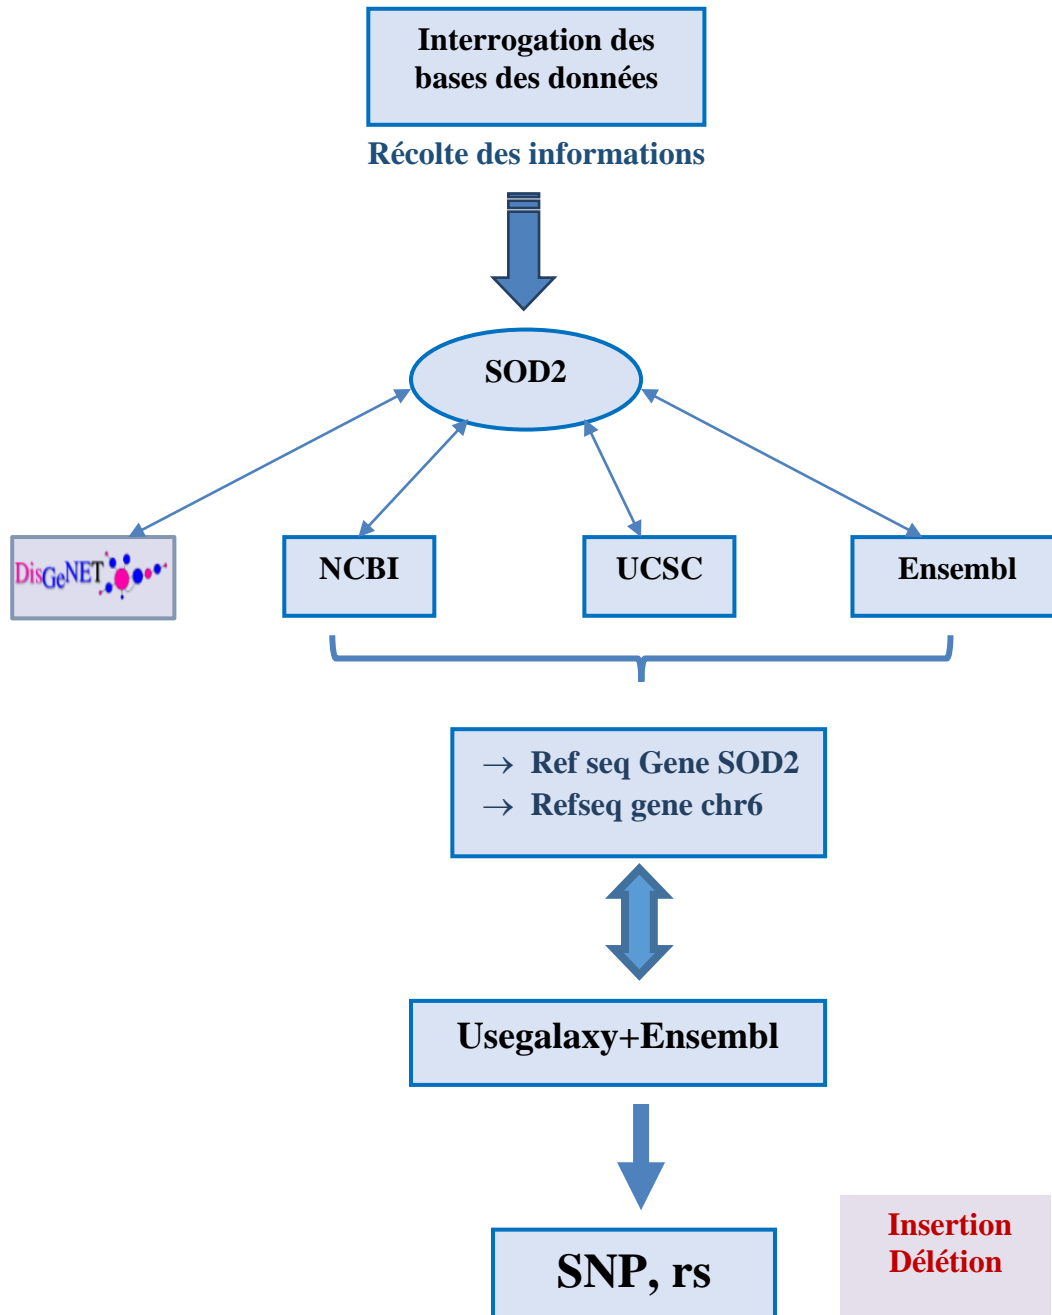 Interrogation des
bases des données
Récolte des informations
SOD2
DisGeNET
NCBI
UCSC
Ensembl
→ Ref seq Gene SOD2
→ Refseq gene chr6
Usegalaxy+Ensembl
SNP, rs
Insertion
Délétion